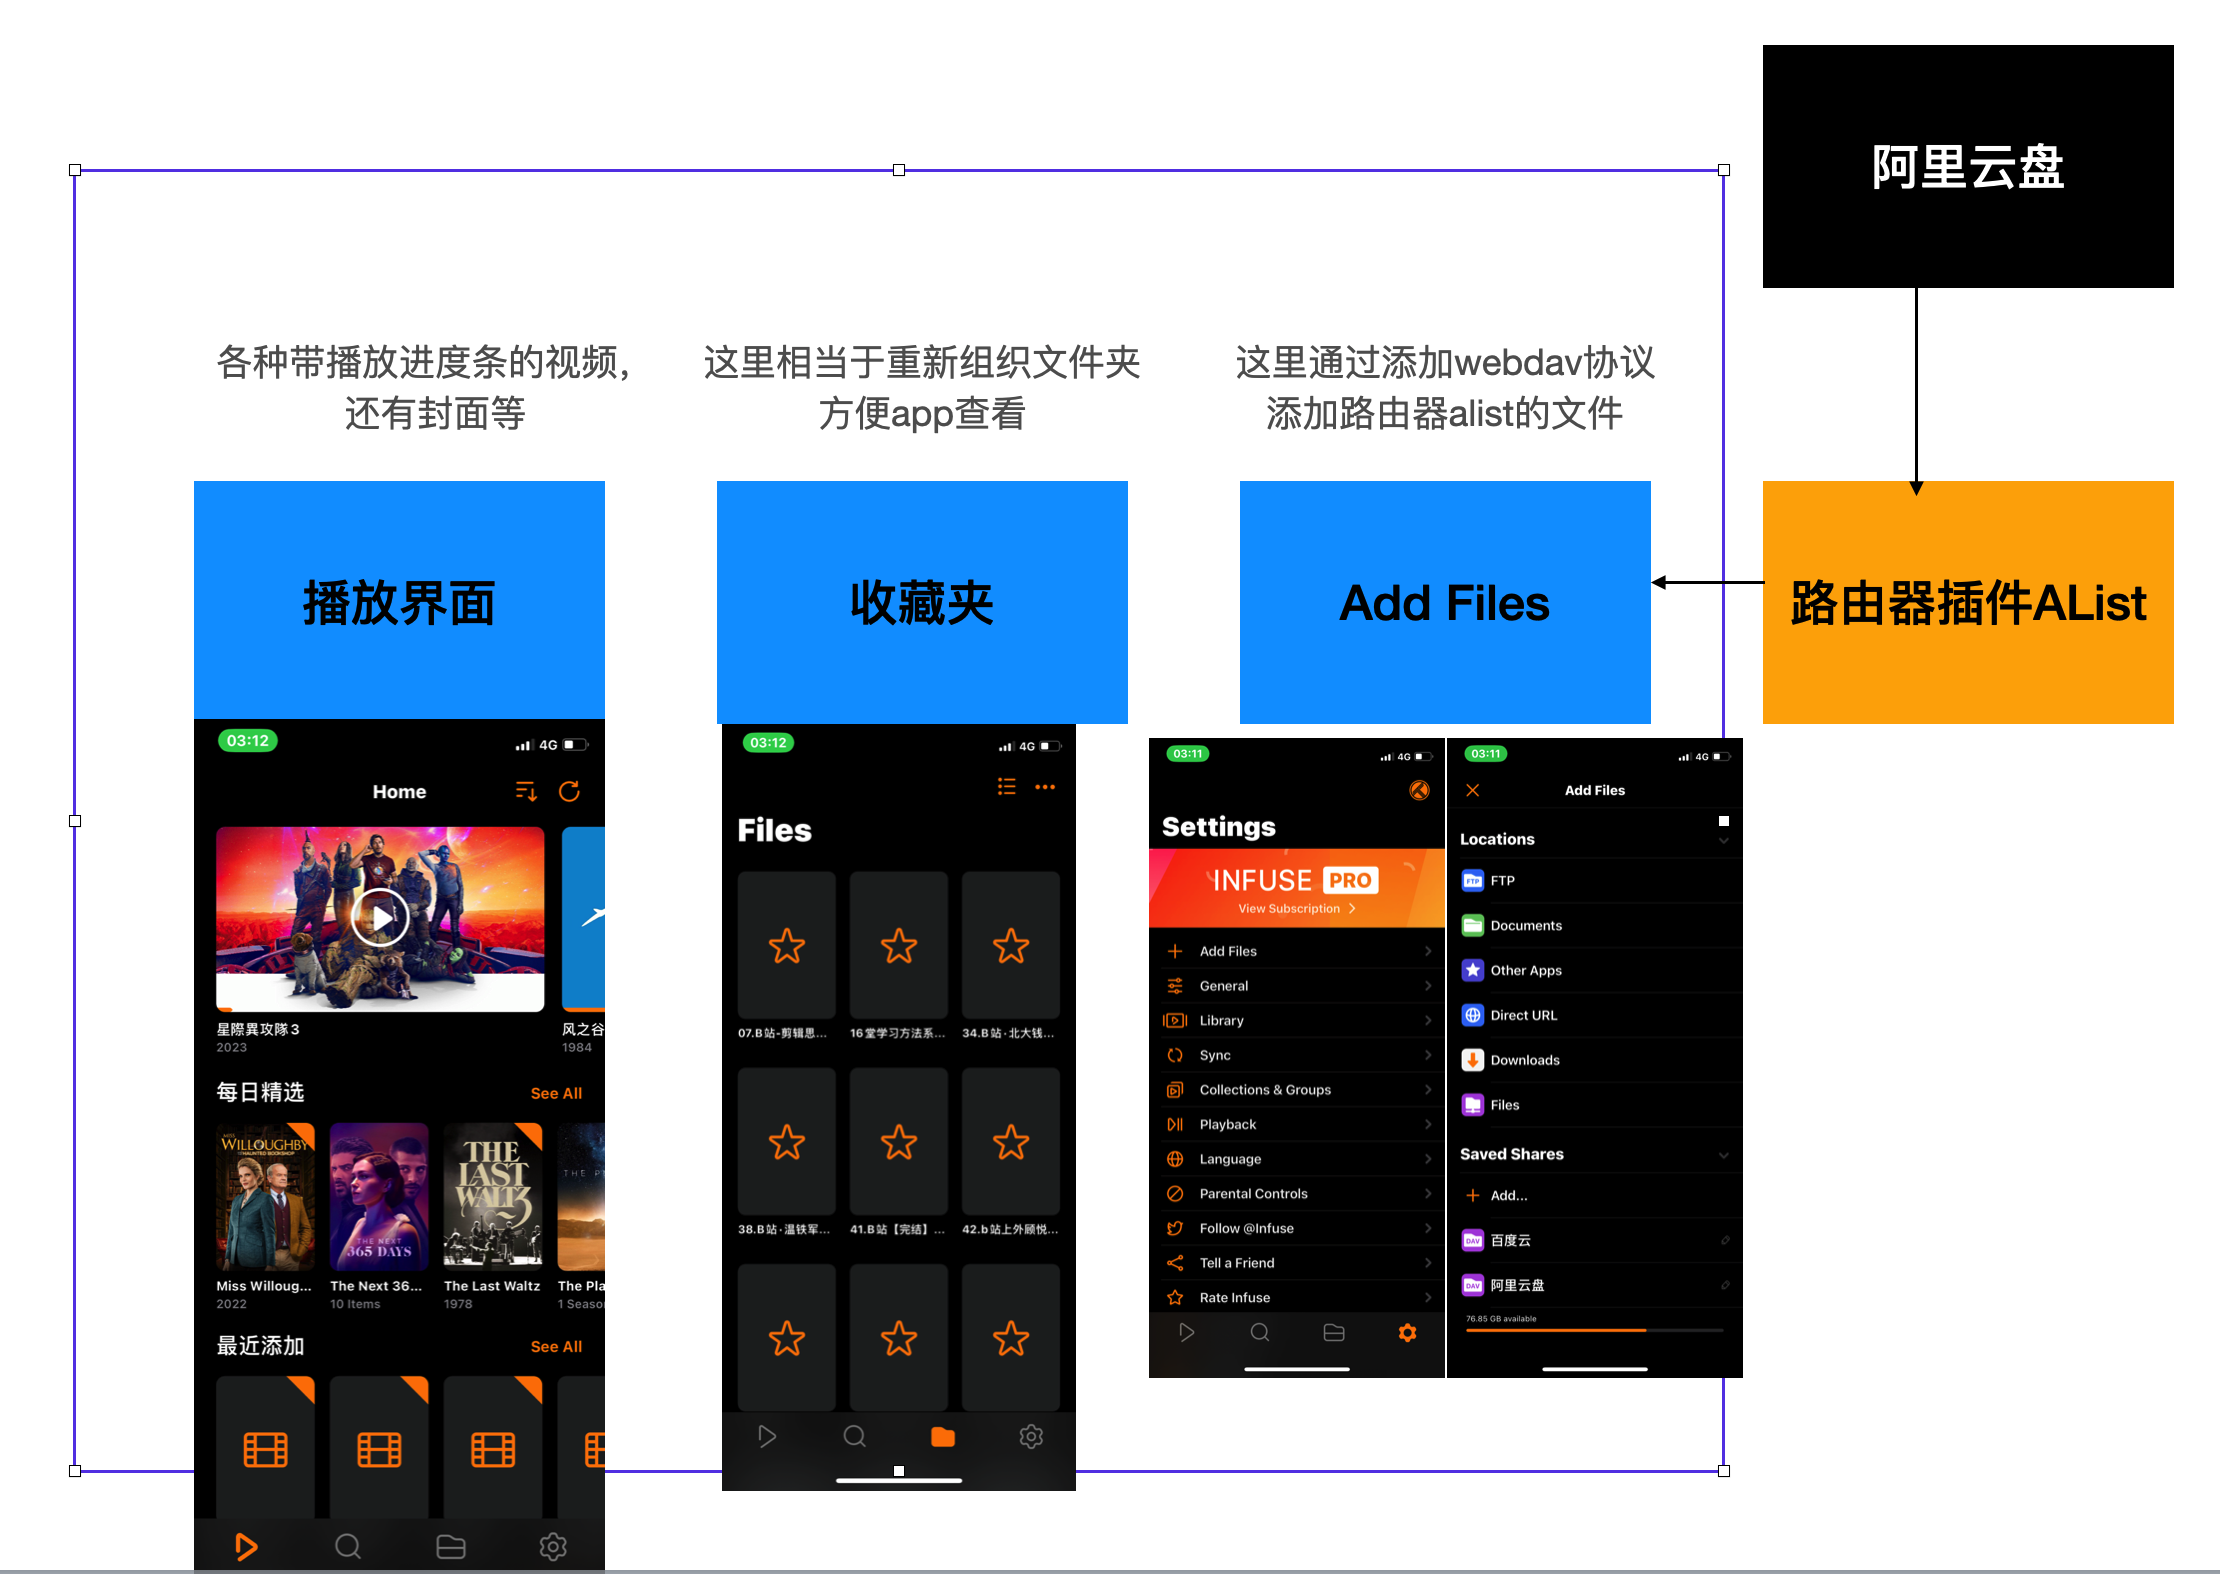 阿里云盘
各种带播放进度条的视频，
还有封面等
这里相当于重新组织文件夹
方便app查看
这里通过添加webdav协议
添加路由器alist的文件
播放界面
收藏夹
Add Files
路由器插件AList
03:12
4G
Home
星際異攻隊3
2023
风之谷
1984
每日精选
See All
MISS
WILLOUGHBY
HAUNTED BOOKSHOP
THE NEXT
365 DAYS
THE
LAST
WALTZ
THE P
Miss Willoug...
2022
The Next 36...
10 Items
The Last Waltz
1978
The Pla
1 Seaso
最近添加
See All
03:12
4G
Files
07.B站-剪辑思...
16堂学习方法系...
34.B站·北大钱...
38.B站·温铁军...
41.B站【完结】...
42.b站上外顾悦...
03:11
4G
Settings
INFUSE PRO
View Subscription
Add Files
General
Library
Sync
Collections & Groups
Playback
Language
Parental Controls
Follow @Infuse
Tell a Friend
Rate Infuse
03:11
4G
Add Files
Locations
FTP
FTP
Documents
Other Apps
Direct URL
Downloads
Files
Saved Shares
Add...
DAV
百度云
DAV
阿里云盘
76.85 GB available